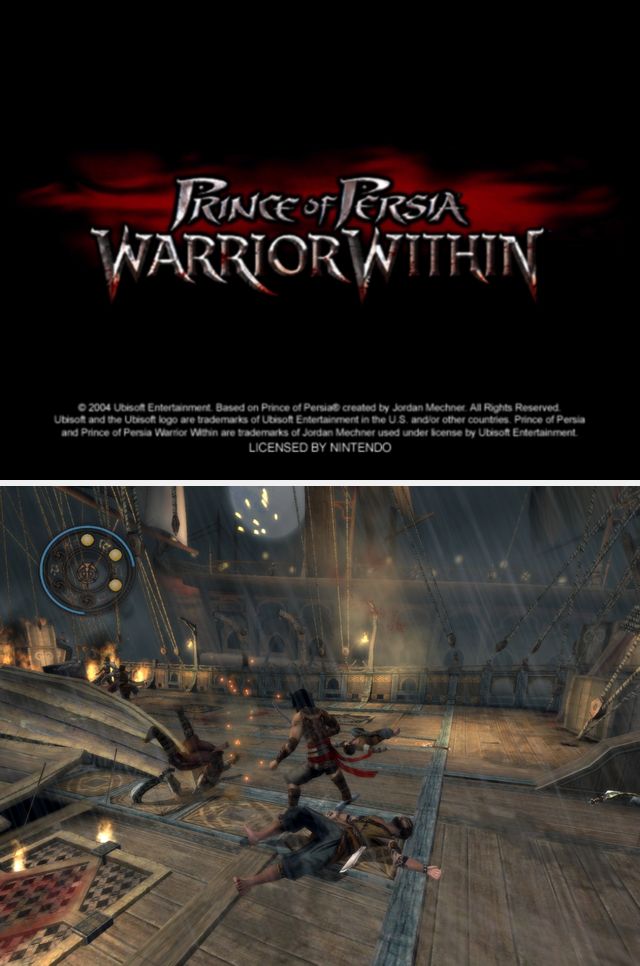 PRINCE OF PERSIA
WARRIOR WITHIN
© 2004 Ubisoft Entertainment. Based on Prince of Persia® created by Jordan Mechner. All Rights Reserved.
Ubisoft and the Ubisoft logo are trademarks of Ubisoft Entertainment in the U.S. and/or other countries. Prince of Persia
and Prince of Persia Warrior Within are trademarks of Jordan Mechner used under license by Ubisoft Entertainment.
LICENSED BY NINTENDO